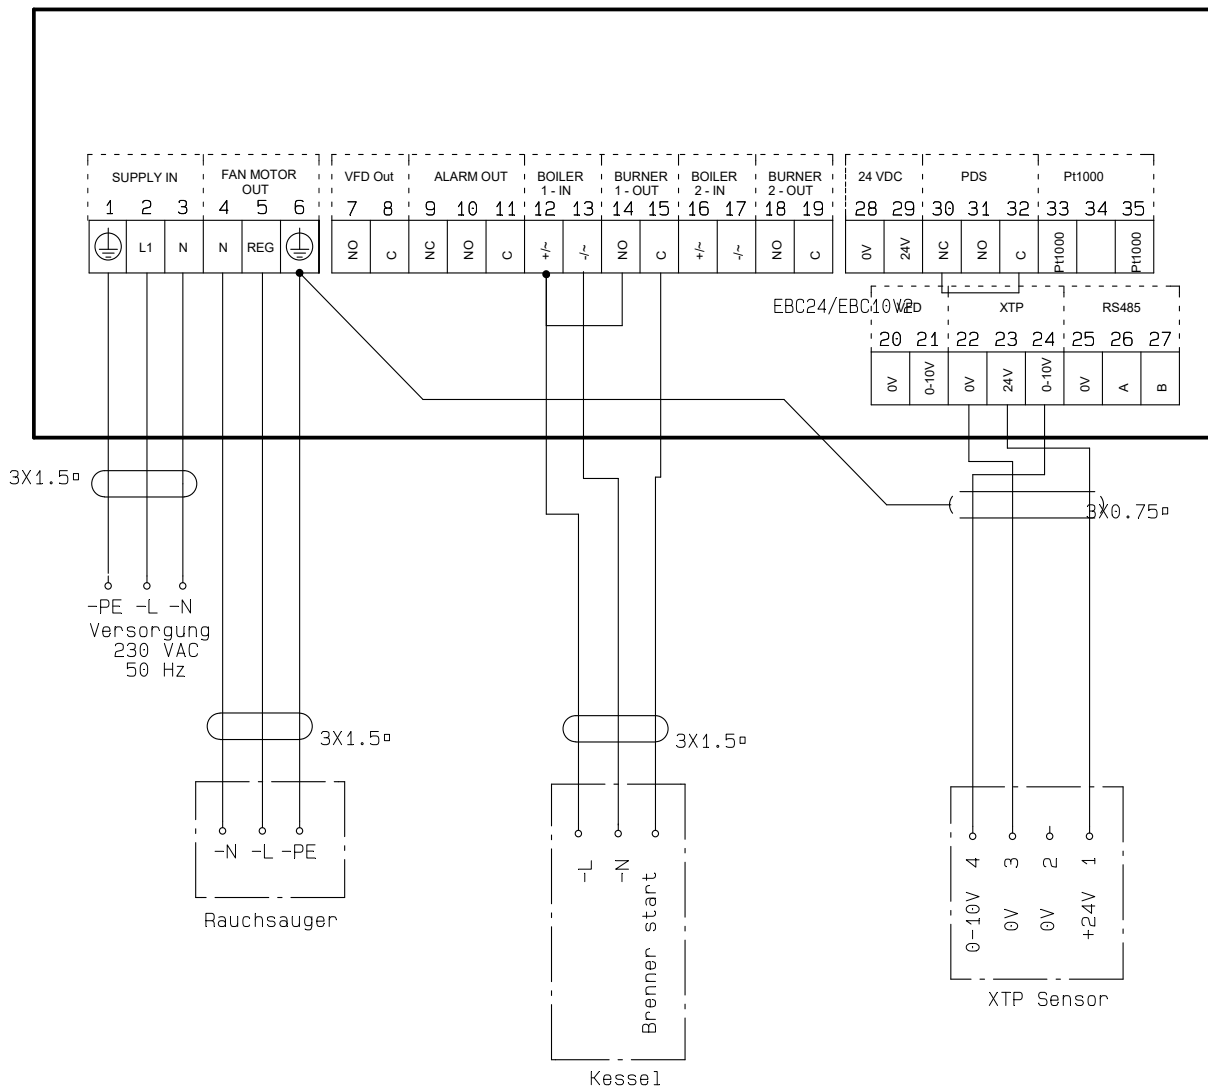 SUPPLY IN
FAN MOTOR
OUT
VFD Out
ALARM OUT
BOILER
1 - IN
BURNER
1 - OUT
BOILER
2 - IN
BURNER
2 - OUT
24 VDC
PDS
Pt1000
1 2 3 4 5 6 7 8 9 10 11 12 13 14 15 16 17 18 19 28 29 30 31 32 33 34 35
L1 N N REG NO C NC NO C +/~ -/~ NO C +/~ -/~ NO C 0V 24V NC NO C Pt1000 Pt1000
EBC24/EBC10V2
VFD
XTP
RS485
20 21 22 23 24 25 26 27
0V 0-10V 0V 24V 0-10V 0V A B
3X1.5▫
3X0.75▫
-PE -L -N
Versorgung
230 VAC
50 Hz
3X1.5▫
3X1.5▫
-N -L -PE
Rauchsauger
-L
-N
Brenner start
Kessel
4 3 2 1
0-10V 0V 0V +24V
XTP Sensor